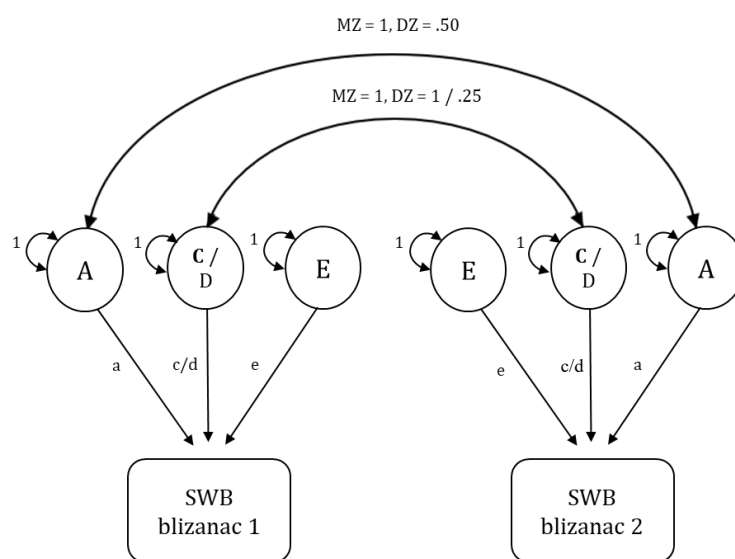 MZ = 1, DZ = .50
MZ = 1, DZ = 1 / .25
1
1
1
1
1
1
A
C /
D
E
E
C /
D
A
a
c/d
e
e
c/d
a
SWB
blizanac 1
SWB
blizanac 2